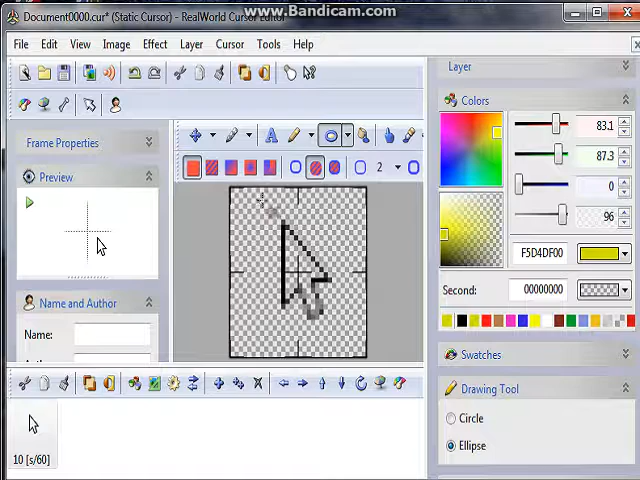 www.Bandicam.com
Document0000.cur* (Static Cursor) - RealWorld Cursor Editor
File Edit View Image Effect Layer Cursor Tools Help
Layer
Colors
83.1
87.3
0
96
F5D4DF00
Second: 00000000
Swatches
Drawing Tool
Circle
Ellipse
Frame Properties
Preview
Name and Author
Name:
A
2
10 [s/60]